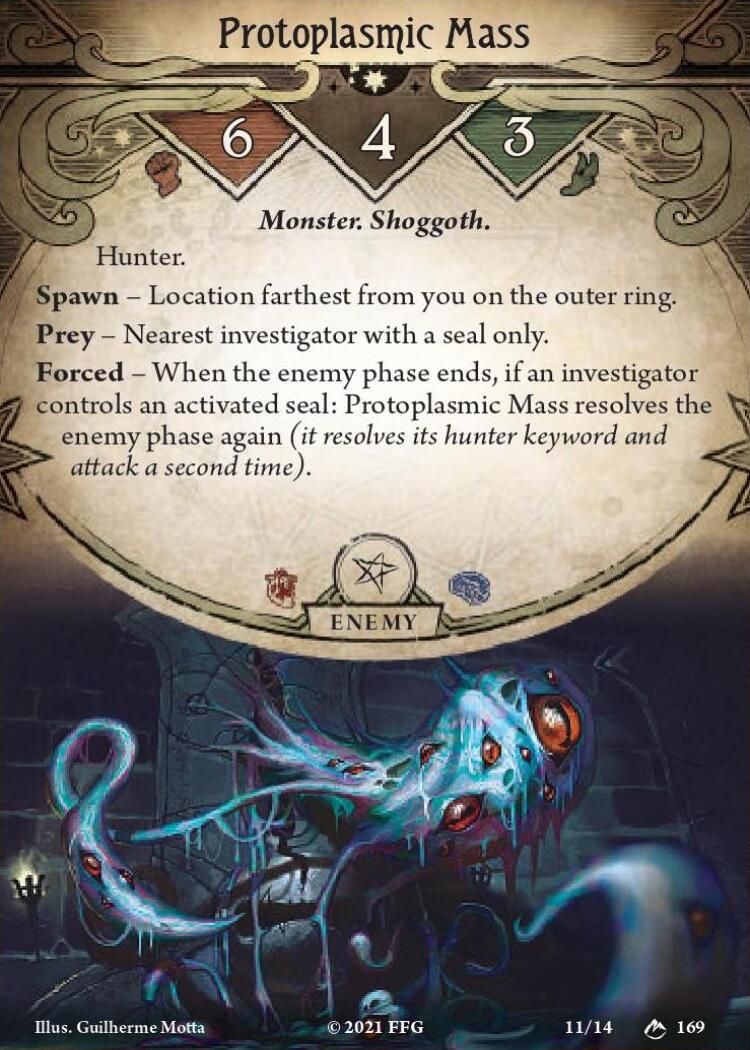 Protoplasmic Mass
6 4 3
Monster. Shoggoth.
Hunter.
Spawn – Location farthest from you on the outer ring.
Prey – Nearest investigator with a seal only.
Forced – When the enemy phase ends, if an investigator
controls an activated seal: Protoplasmic Mass resolves the
enemy phase again (it resolves its hunter keyword and
attack a second time).
ENEMY
Illus. Guilherme Motta © 2021 FFG 11/14 169